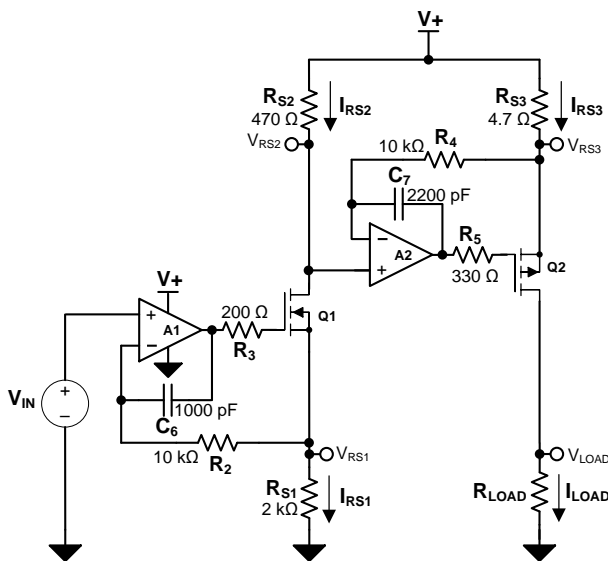 V+
RS2
470 Ω
IRS2
VRS2
RS3
4.7 Ω
IRS3
VRS3
R4
10 kΩ
C7
2200 pF
−
+
A2
R5
330 Ω
Q2
V+
+
−
A1
200 Ω
R3
Q1
VIN
+
−
1000 pF
C6
10 kΩ
R2
VRS1
RS1
2 kΩ
IRS1
VLOAD
RLOAD
ILOAD